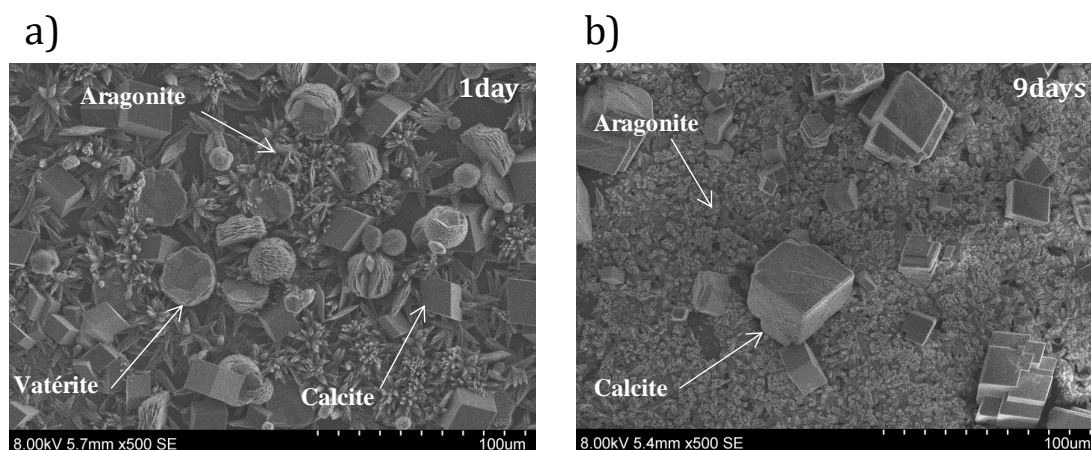 a)
1day
Aragonite
Vatérite
Calcite
8.00kV 5.7mm x500 SE
100um
b)
9days
Aragonite
Calcite
8.00kV 5.4mm x500 SE
100um